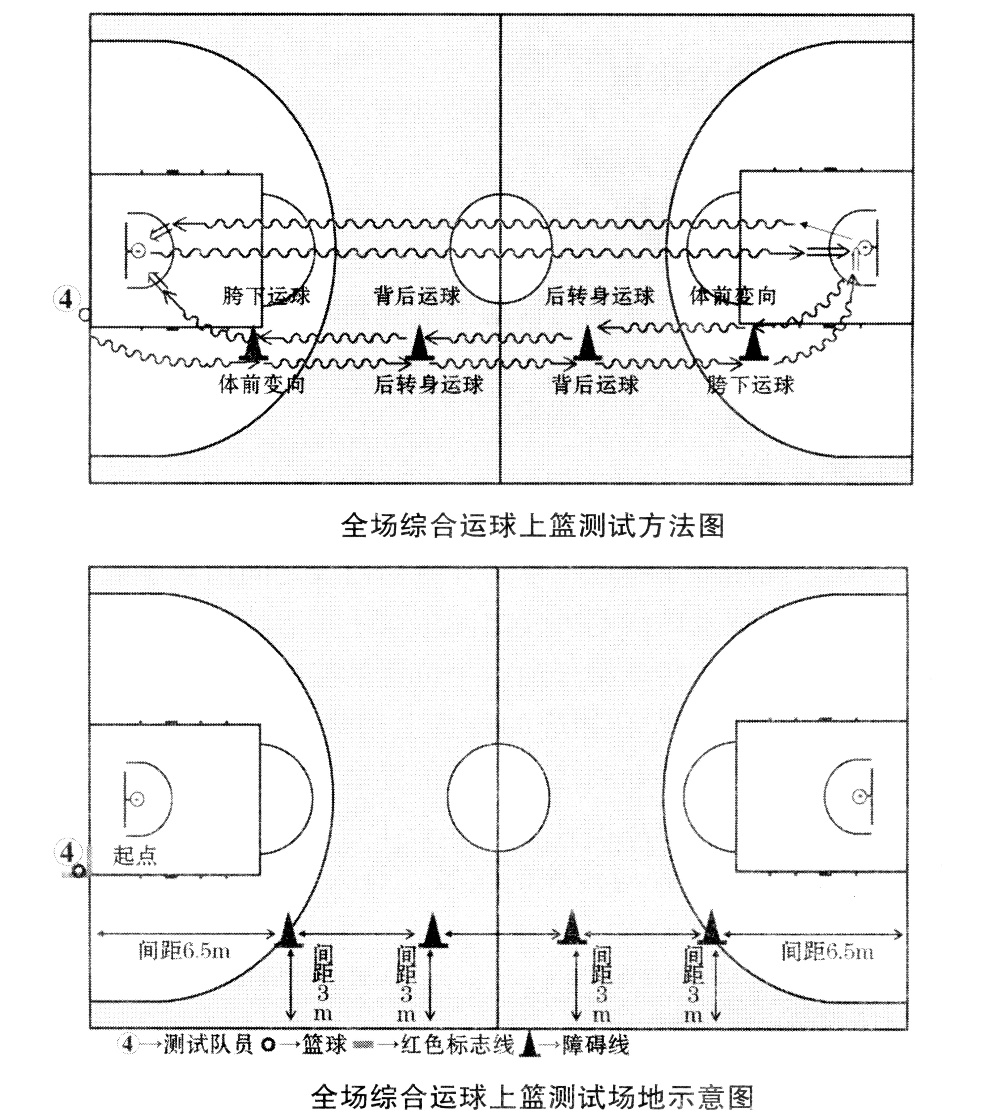 ④
胯下运球 背后运球 后转身运球 体前变向
体前变向 后转身运球 背后运球 胯下运球
全场综合运球上篮测试方法图
④
起点
间距6.5m 间距3m 间距3m 间距3m 间距3m 间距6.5m
④→测试队员 →篮球 →红色标志线 →障碍线
全场综合运球上篮测试场地示意图